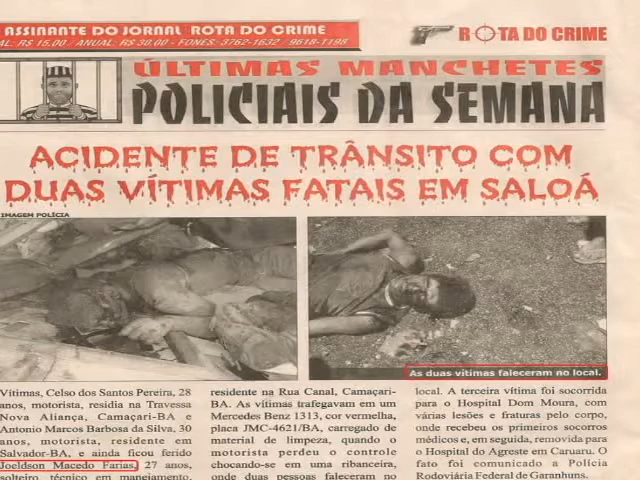 ASSINANTE DO JORNAL ROTA DO CRIME
AL: R$ 15,00 / ANUAL: R$ 30,00 - FONES: 3762-1632 / 9618-1198
ROTA DO CRIME
ÚLTIMAS MANCHETES
POLICIAIS DA SEMANA
ACIDENTE DE TRÂNSITO COM
DUAS VÍTIMAS FATAIS EM SALOÁ
IMAGEM POLÍCIA
As duas vítimas faleceram no local.
Vítimas, Celso dos Santos Pereira, 28
anos, motorista, residia na Travessa
Nova Aliança, Camaçari-BA e
Antonio Marcos Barbosa da Silva, 30
anos, motorista, residente em
Salvador-BA, e ainda ficou ferido
Joeldson Macedo Farias, 27 anos,
solteiro, técnico em manejamento,
residente na Rua Canal, Camaçari-
BA. As vítimas trafegavam em um
Mercedes Benz 1313, cor vermelha,
placa JMC-4621/BA, carregado de
material de limpeza, quando o
motorista perdeu o controle
chocando-se em uma ribanceira,
onde duas pessoas faleceram no
local. A terceira vítima foi socorrida
para o Hospital Dom Moura, com
várias lesões e fraturas pelo corpo,
onde recebeu os primeiros socorros
médicos e, em seguida, removida para
o Hospital do Agreste em Caruaru. O
fato foi comunicado a Polícia
Rodoviária Federal de Garanhuns.